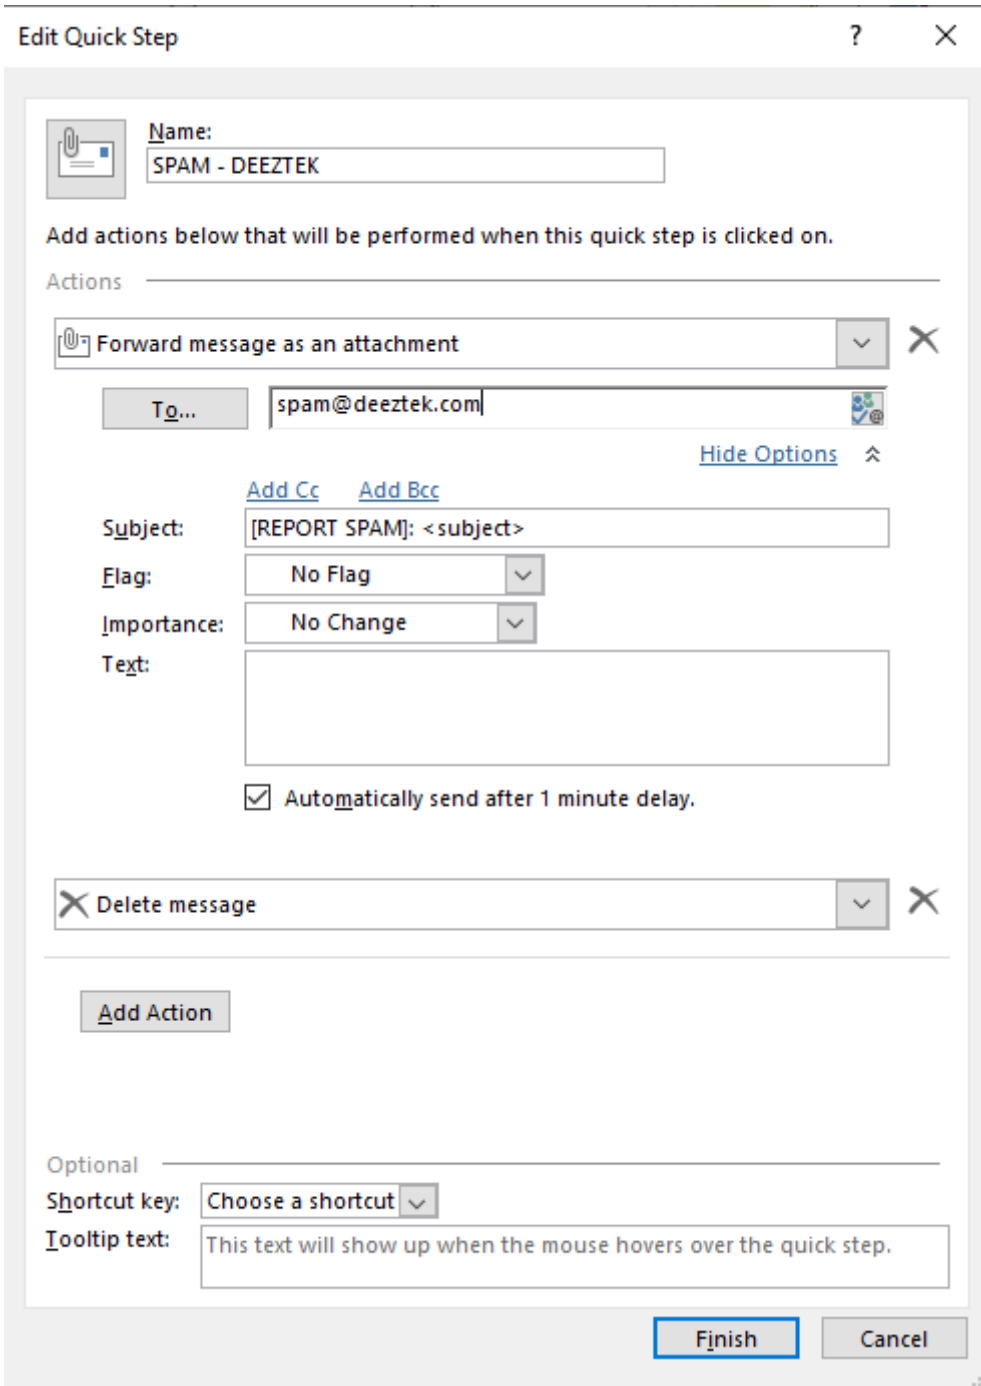 Edit Quick Step
?
Name:
SPAM - DEEZTEK
Add actions below that will be performed when this quick step is clicked on.
Actions
Forward message as an attachment
To...
spam@deeztek.com
Hide Options
Add Cc Add Bcc
Subject: [REPORT SPAM]: <subject>
Flag: No Flag
Importance: No Change
Text:
Automatically send after 1 minute delay.
Delete message
Add Action
Optional
Shortcut key: Choose a shortcut
Tooltip text: This text will show up when the mouse hovers over the quick step.
Finish Cancel